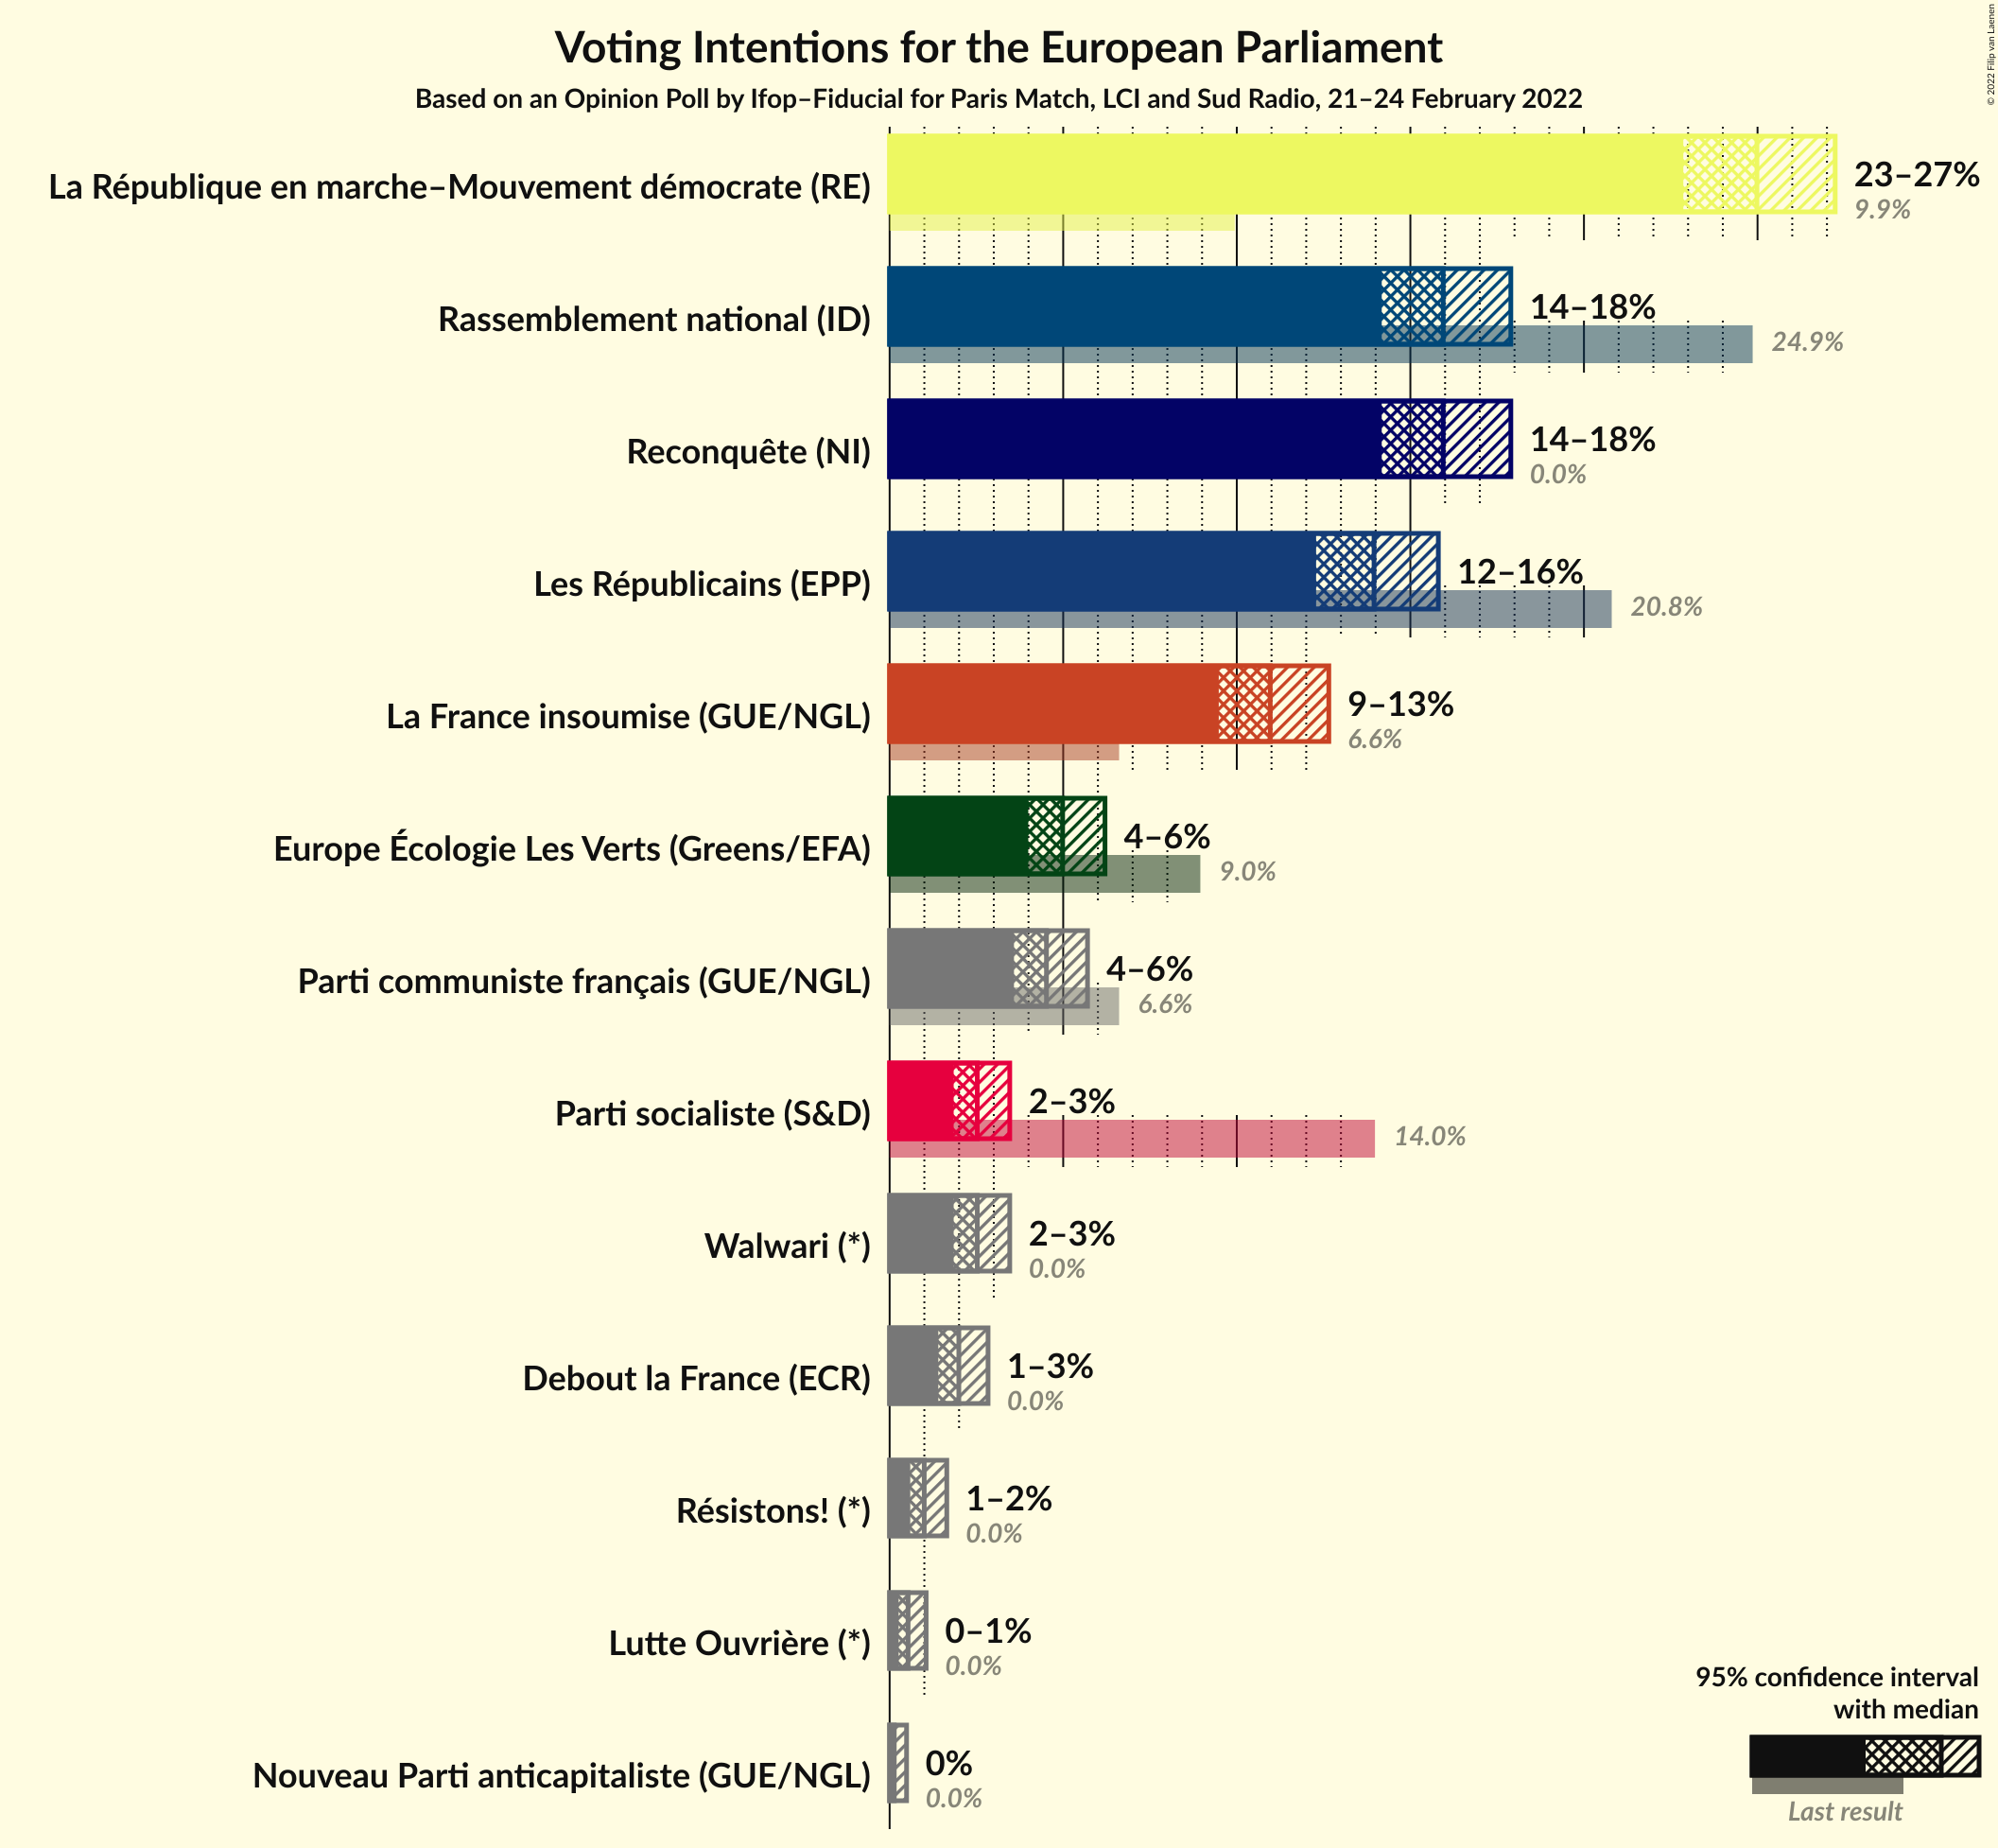 Voting Intentions for the European Parliament
Based on an Opinion Poll by Ifop–Fiducial for Paris Match, LCI and Sud Radio, 21–24 February 2022
© 2022 Filip van Laenen
La République en marche–Mouvement démocrate (RE)
23–27%
9.9%
Rassemblement national (ID)
14–18%
24.9%
Reconquête (NI)
14–18%
0.0%
Les Républicains (EPP)
12–16%
20.8%
La France insoumise (GUE/NGL)
9–13%
6.6%
Europe Écologie Les Verts (Greens/EFA)
4–6%
9.0%
Parti communiste français (GUE/NGL)
4–6%
6.6%
Parti socialiste (S&D)
2–3%
14.0%
Walwari (*)
2–3%
0.0%
Debout la France (ECR)
1–3%
0.0%
Résistons! (*)
1–2%
0.0%
Lutte Ouvrière (*)
0–1%
0.0%
Nouveau Parti anticapitaliste (GUE/NGL)
0%
0.0%
95% confidence interval
with median
Last result